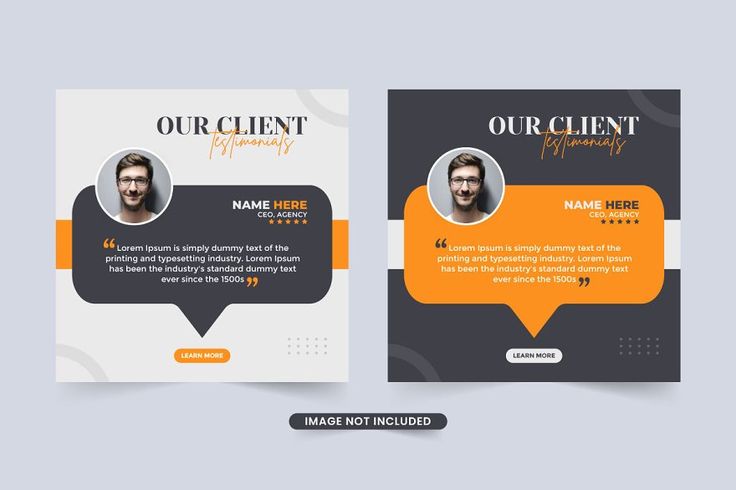 OUR CLIENT
testimonials
NAME HERE
CEO, AGENCY
“ Lorem Ipsum is simply dummy text of the
printing and typesetting industry. Lorem Ipsum
has been the industry's standard dummy text
ever since the 1500s ”
LEARN MORE
OUR CLIENT
testimonials
NAME HERE
CEO, AGENCY
“ Lorem Ipsum is simply dummy text of the
printing and typesetting industry. Lorem Ipsum
has been the industry's standard dummy text
ever since the 1500s ”
LEARN MORE
IMAGE NOT INCLUDED